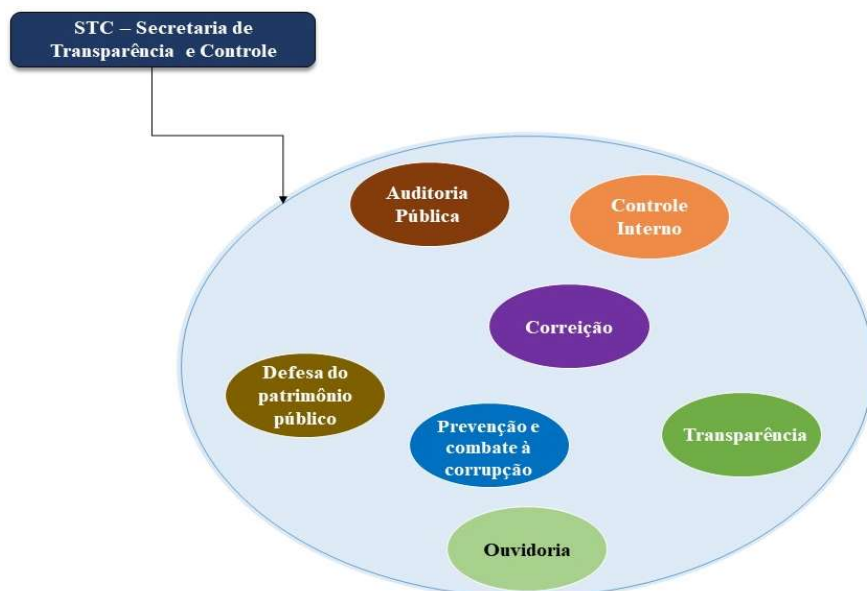 STC – Secretaria de
Transparência e Controle
Auditoria
Pública
Controle
Interno
Correição
Defesa do
patrimônio
público
Prevenção e
combate à
corrupção
Transparência
Ouvidoria